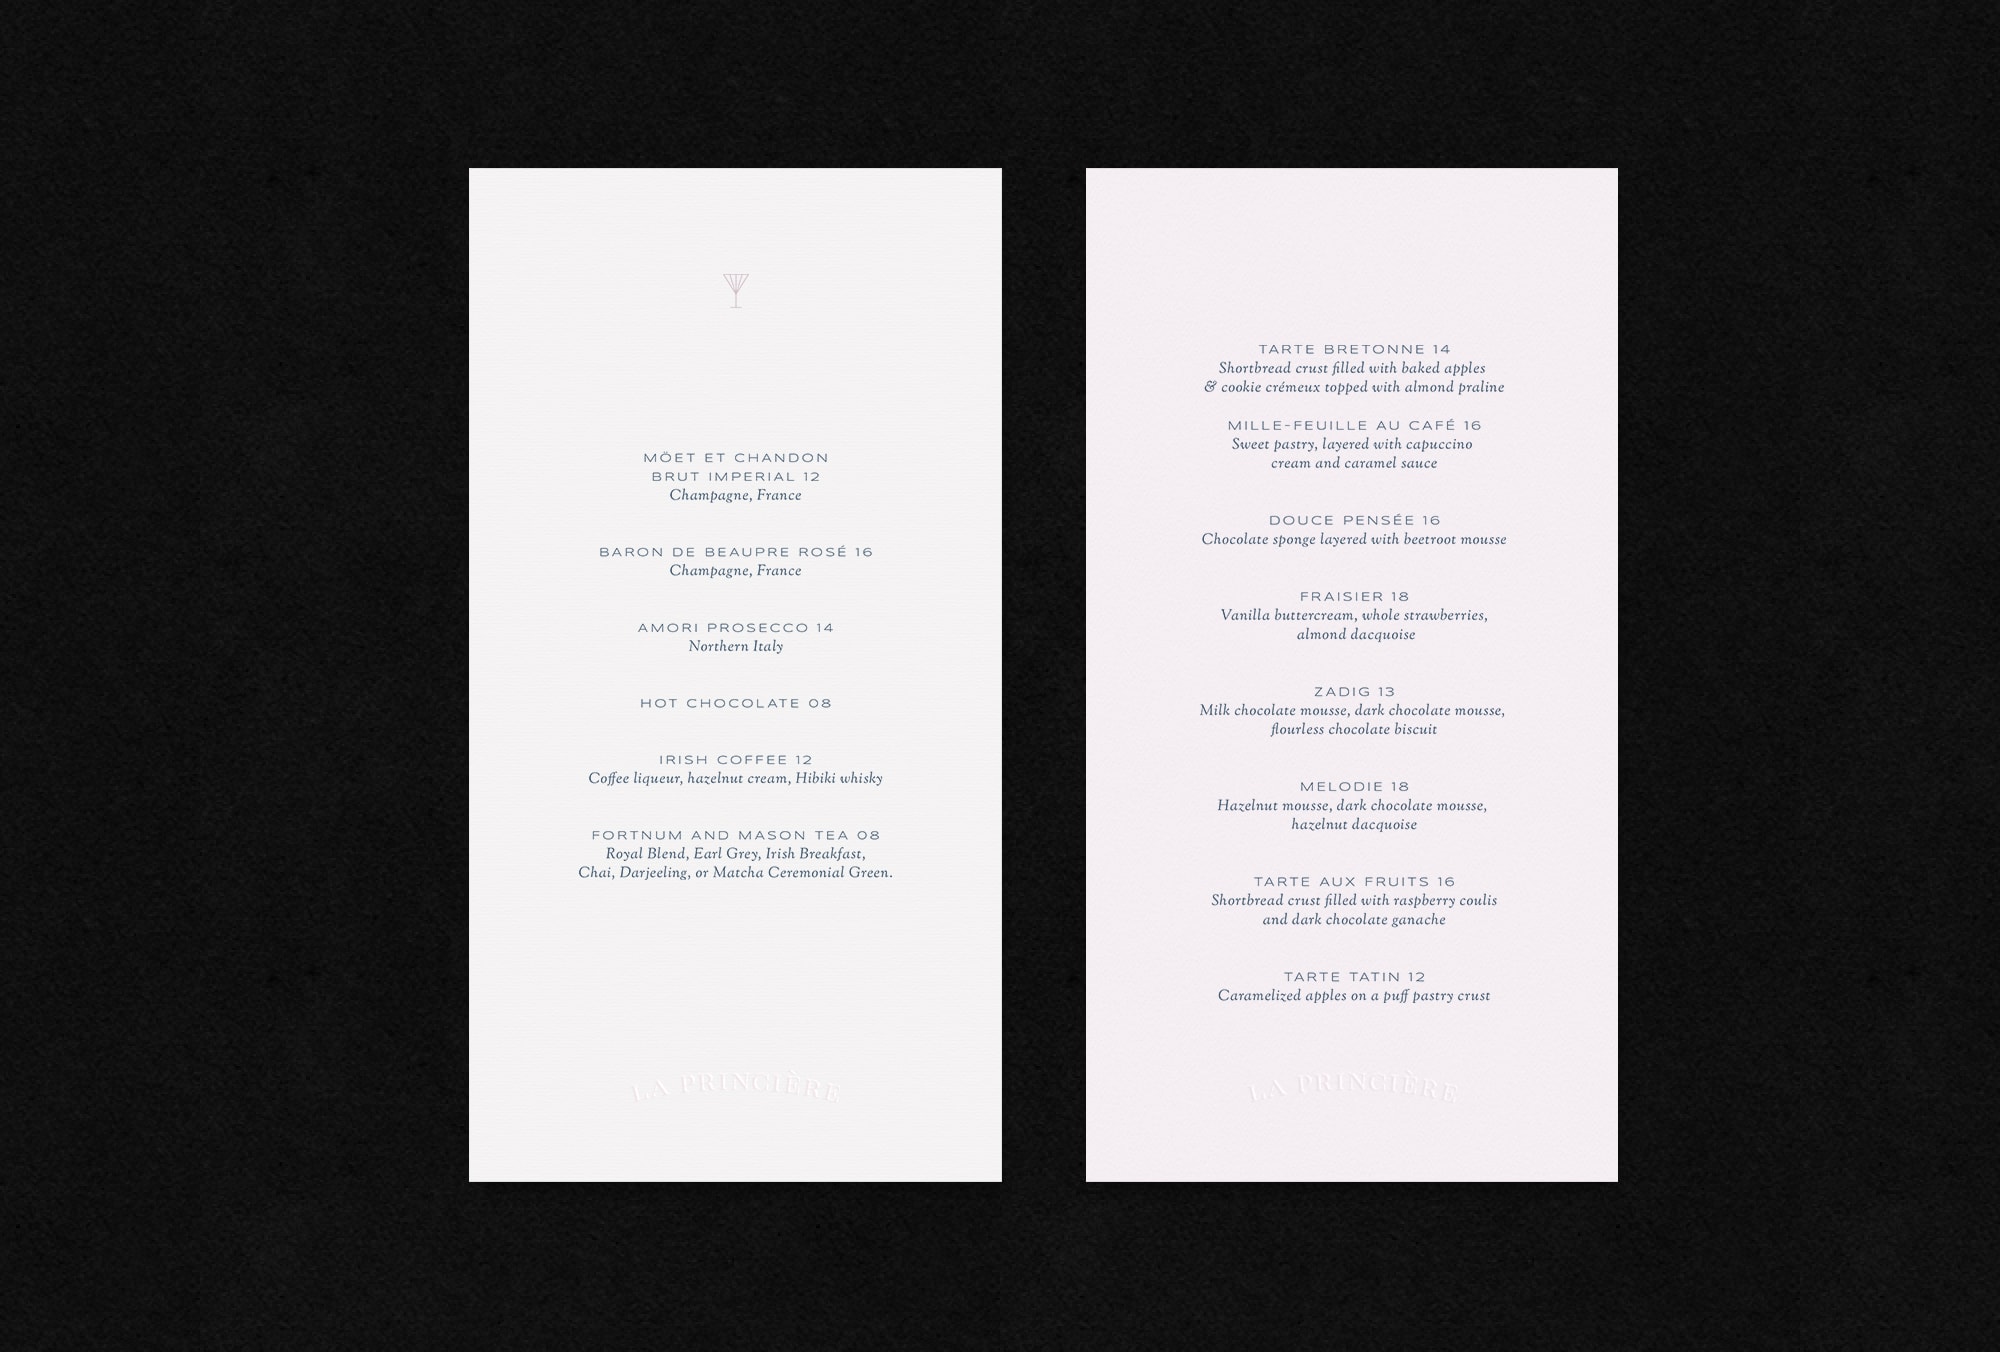 MÖET ET CHANDON
BRUT IMPERIAL 12
Champagne, France
BARON DE BEAUPRE ROSÉ 16
Champagne, France
AMORI PROSECCO 14
Northern Italy
HOT CHOCOLATE 08
IRISH COFFEE 12
Coffee liqueur, hazelnut cream, Hibiki whisky
FORTNUM AND MASON TEA 08
Royal Blend, Earl Grey, Irish Breakfast,
Chai, Darjeeling, or Matcha Ceremonial Green.
LA PRINCIÈRE
TARTE BRETONNE 14
Shortbread crust filled with baked apples
& cookie crémeux topped with almond praline
MILLE-FEUILLE AU CAFÉ 16
Sweet pastry, layered with capuccino
cream and caramel sauce
DOUCE PENSÉE 16
Chocolate sponge layered with beetroot mousse
FRAISIER 18
Vanilla buttercream, whole strawberries,
almond dacquoise
ZADIG 13
Milk chocolate mousse, dark chocolate mousse,
flourless chocolate biscuit
MELODIE 18
Hazelnut mousse, dark chocolate mousse,
hazelnut dacquoise
TARTE AUX FRUITS 16
Shortbread crust filled with raspberry coulis
and dark chocolate ganache
TARTE TATIN 12
Caramelized apples on a puff pastry crust
LA PRINCIÈRE